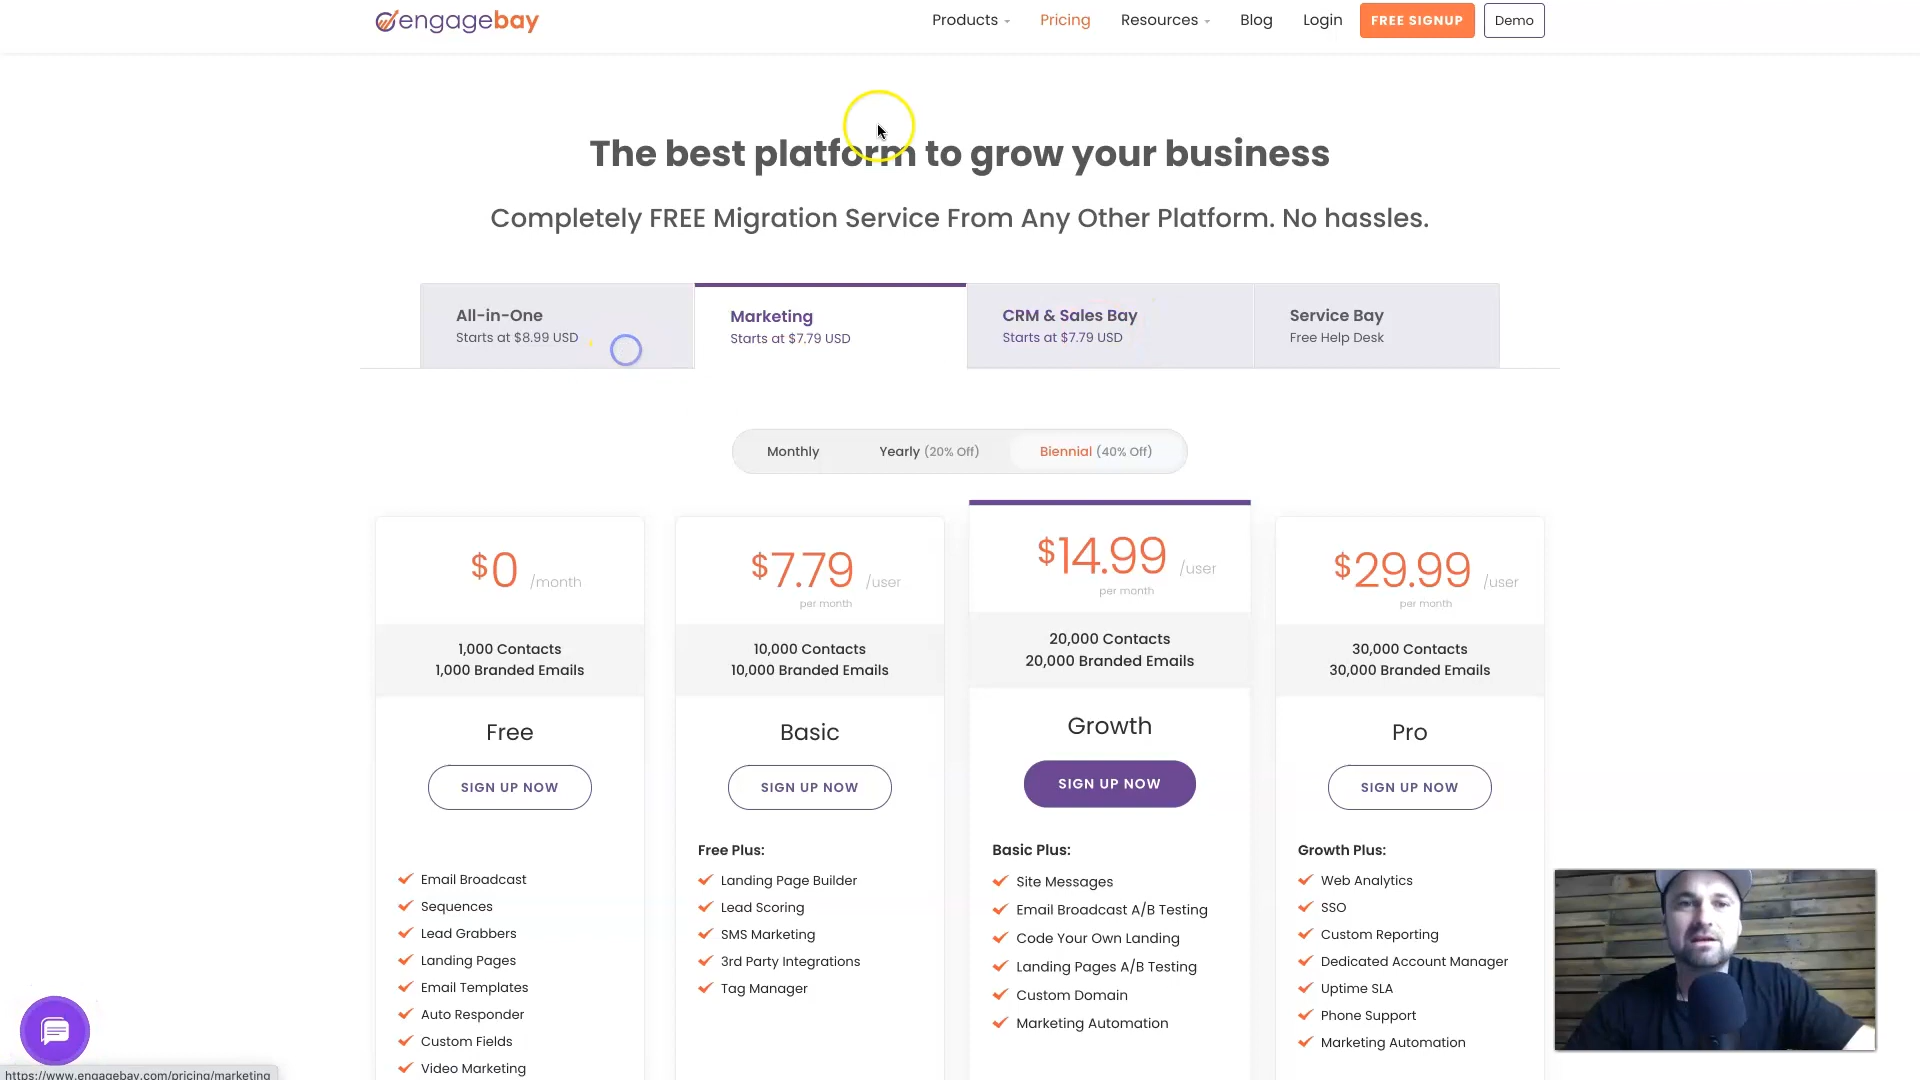 engagebay
Products
Pricing
Resources
Blog
Login
FREE SIGNUP
Demo
The best platform to grow your business
Completely FREE Migration Service From Any Other Platform. No hassles.
All-in-One
Starts at $8.99 USD
Marketing
Starts at $7.79 USD
CRM & Sales Bay
Starts at $7.79 USD
Service Bay
Free Help Desk
Monthly
Yearly (20% Off)
Biennial (40% Off)
$0 /month
1,000 Contacts
1,000 Branded Emails
Free
SIGN UP NOW
Email Broadcast
Sequences
Lead Grabbers
Landing Pages
Email Templates
Auto Responder
Custom Fields
Video Marketing
$7.79 /user
per month
10,000 Contacts
10,000 Branded Emails
Basic
SIGN UP NOW
Free Plus:
Landing Page Builder
Lead Scoring
SMS Marketing
3rd Party Integrations
Tag Manager
$14.99 /user
per month
20,000 Contacts
20,000 Branded Emails
Growth
SIGN UP NOW
Basic Plus:
Site Messages
Email Broadcast A/B Testing
Code Your Own Landing
Landing Pages A/B Testing
Custom Domain
Marketing Automation
$29.99 /user
per month
30,000 Contacts
30,000 Branded Emails
Pro
SIGN UP NOW
Growth Plus:
Web Analytics
SSO
Custom Reporting
Dedicated Account Manager
Uptime SLA
Phone Support
Marketing Automation
https://www.engagebay.com/pricing/marketing